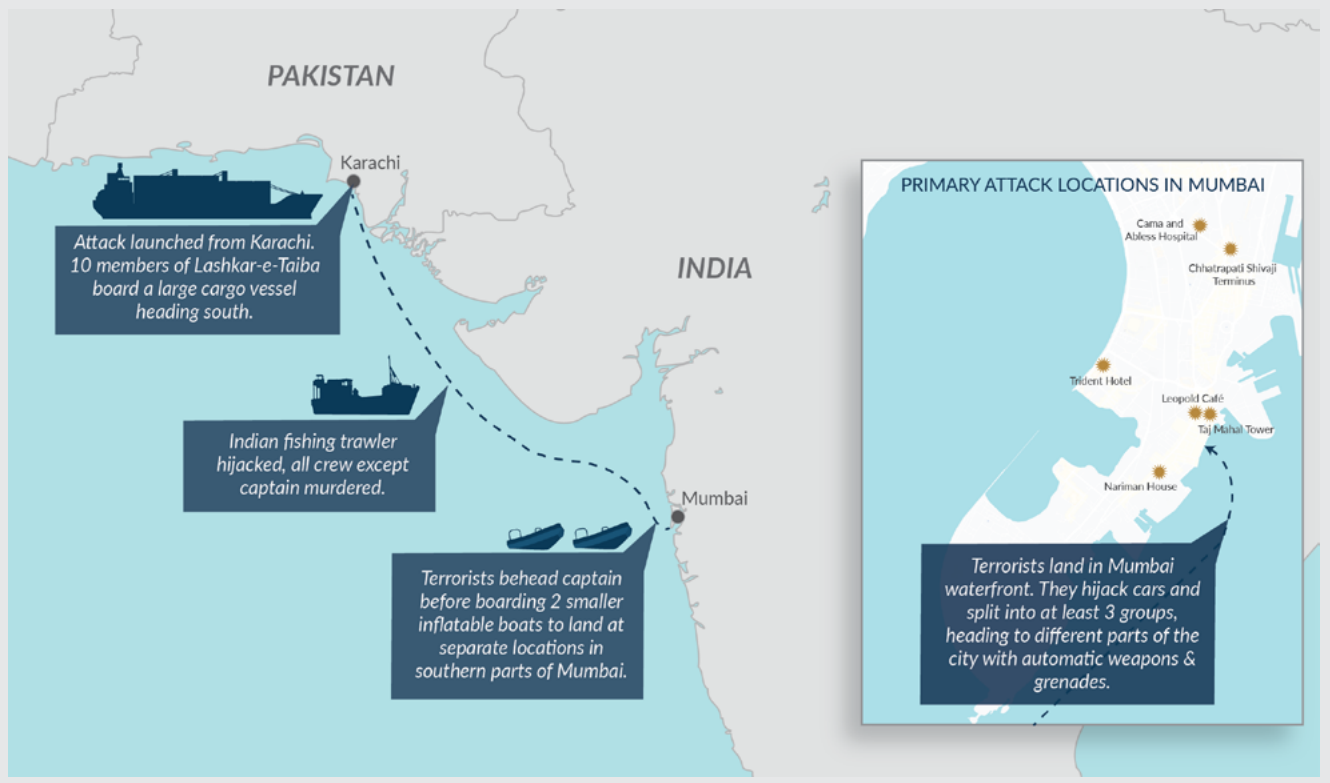 PAKISTAN
Karachi
Attack launched from Karachi.
10 members of Lashkar-e-Taiba
board a large cargo vessel
heading south.
INDIA
Indian fishing trawler
hijacked, all crew except
captain murdered.
Mumbai
Terrorists behead captain
before boarding 2 smaller
inflatable boats to land at
separate locations in
southern parts of Mumbai.
PRIMARY ATTACK LOCATIONS IN MUMBAI
Cama and
Abless Hospital
Chhatrapati Shivaji
Terminus
Trident Hotel
Leopold Café
Taj Mahal Tower
Nariman House
Terrorists land in Mumbai
waterfront. They hijack cars and
split into at least 3 groups,
heading to different parts of the
city with automatic weapons &
grenades.